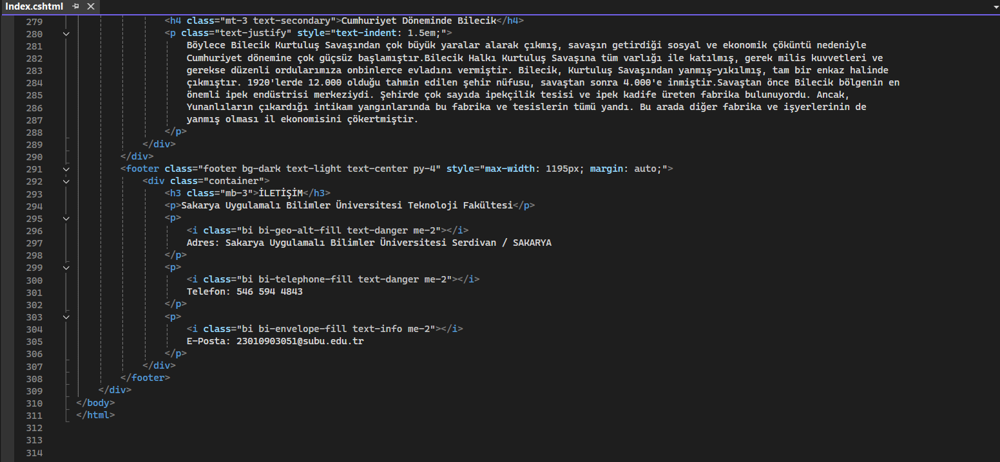 Index.cshtml
279 <h4 class="mt-3 text-secondary">Cumhuriyet Döneminde Bilecik</h4>
280 <p class="text-justify" style="text-indent: 1.5em;">
281 Böylece Bilecik Kurtuluş Savaşından çok büyük yaralar alarak çıkmış, savaşın getirdiği sosyal ve ekonomik çöküntü nedeniyle
282 Cumhuriyet dönemine çok güçsüz başlamıştır.Bilecik Halkı Kurtuluş Savaşına tüm varlığı ile katılmış, gerek milis kuvvetleri ve
283 gerekse düzenli ordularımıza onbinlerce evladını vermiştir. Bilecik, Kurtuluş Savaşından yanmış-yıkılmış, tam bir enkaz halinde
284 çıkmıştır. 1920'lerde 12.000 olduğu tahmin edilen şehir nüfusu, savaştan sonra 4.000'e inmiştir.Savaştan önce Bilecik bölgenin en
285 önemli ipek endüstrisi merkeziydi. Şehirde çok sayıda ipekçilik tesisi ve ipek kadife üreten fabrika bulunuyordu. Ancak,
286 Yunanlıların çıkardığı intikam yangınlarında bu fabrika ve tesislerin tümü yandı. Bu arada diğer fabrika ve işyerlerinin de
287 yanmış olması il ekonomisini çökertmiştir.
288 </p>
289 </div>
290 </div>
291 <footer class="footer bg-dark text-light text-center py-4" style="max-width: 1195px; margin: auto;">
292 <div class="container">
293 <h3 class="mb-3">İLETİŞİM</h3>
294 <p>Sakarya Uygulamalı Bilimler Üniversitesi Teknoloji Fakültesi</p>
295 <p>
296 <i class="bi bi-geo-alt-fill text-danger me-2"></i>
297 Adres: Sakarya Uygulamalı Bilimler Üniversitesi Serdivan / SAKARYA
298 </p>
299 <p>
300 <i class="bi bi-telephone-fill text-danger me-2"></i>
301 Telefon: 546 594 4843
302 </p>
303 <p>
304 <i class="bi bi-envelope-fill text-info me-2"></i>
305 E-Posta: 23010903051@subu.edu.tr
306 </p>
307 </div>
308 </footer>
309 </div>
310 </body>
311 </html>
312
313
314